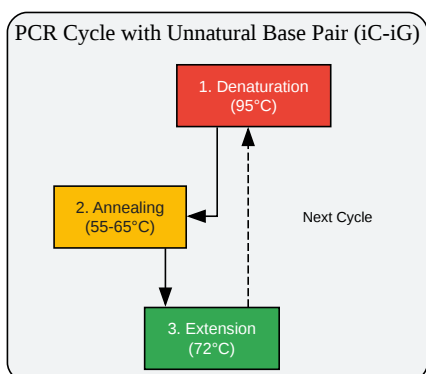 PCR Cycle with Unnatural Base Pair (iC-iG)
1. Denaturation
(95°C)
2. Annealing
(55-65°C)
Next Cycle
3. Extension
(72°C)